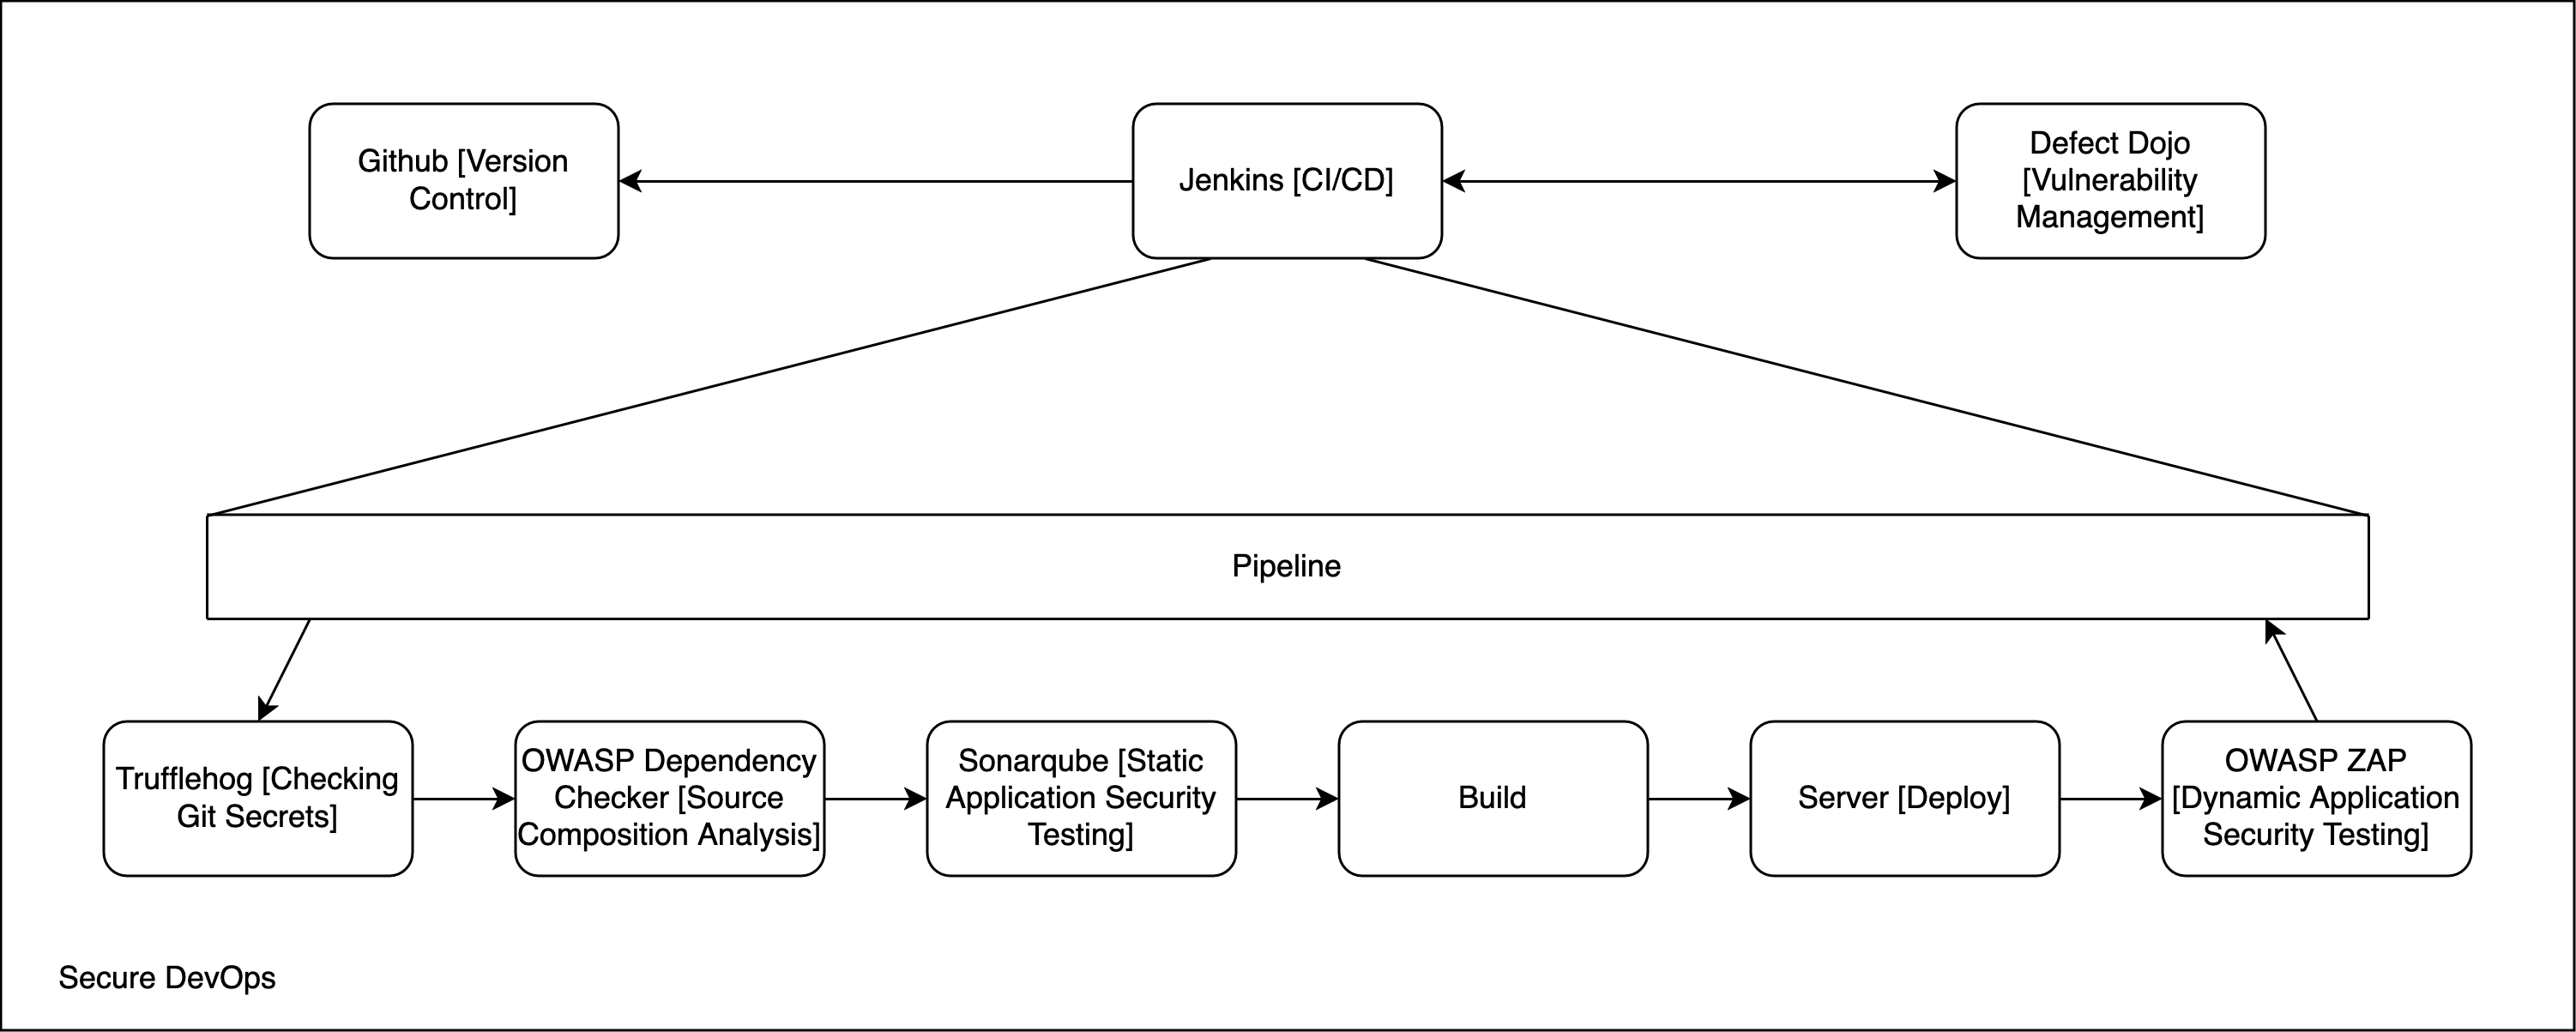 Github [Version
Control]
Jenkins [CI/CD]
Defect Dojo
[Vulnerability
Management]
Pipeline
Trufflehog [Checking
Git Secrets]
OWASP Dependency
Checker [Source
Composition Analysis]
Sonarqube [Static
Application Security
Testing]
Build
Server [Deploy]
OWASP ZAP
[Dynamic Application
Security Testing]
Secure DevOps